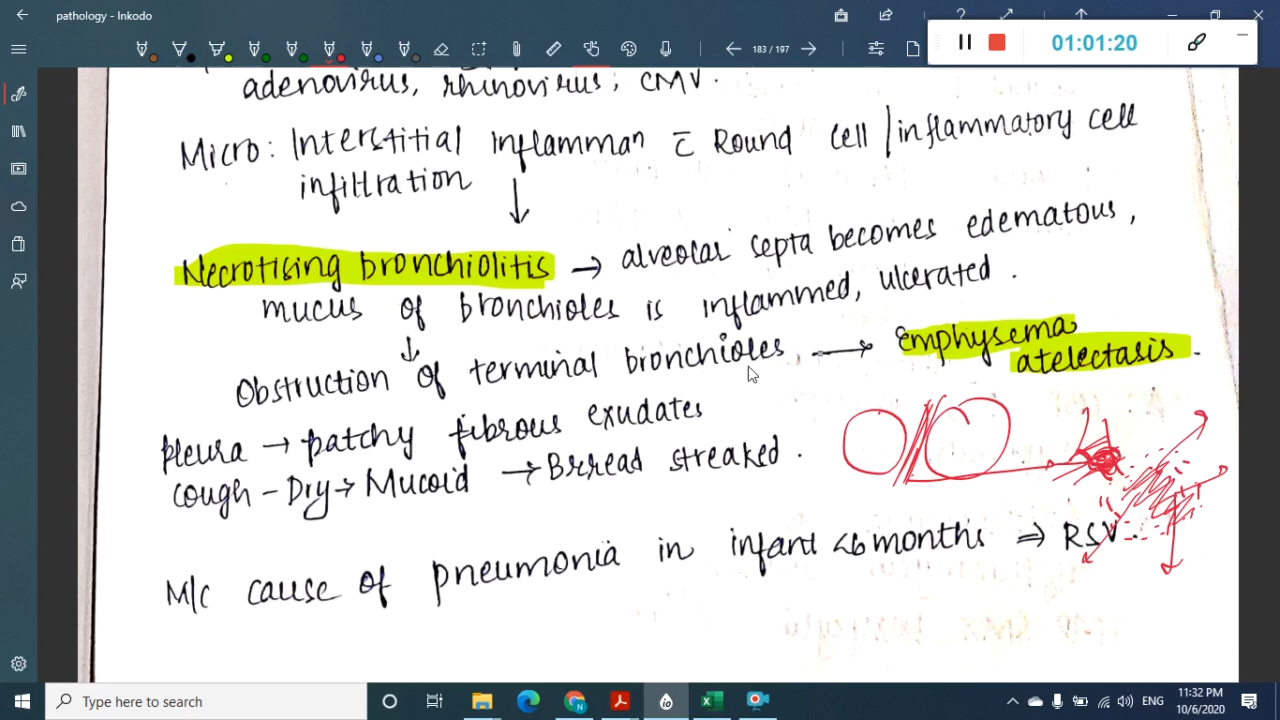 pathology - Inkodo
183 / 197
01:01:20
adenovirus, rhinovirus, CMV.
Micro: Interstitial inflamman c̄ Round cell / inflammatory cell
infiltration
↓
Necrotising bronchiolitis → alveolar septa becomes edematous,
mucus of bronchioles is inflammed, ulcerated.
↓
Obstruction of terminal bronchioles → emphysema
atelectasis.
pleura → patchy fibrous exudates
cough - Dry → Mucoid → Brread streaked.
M/c cause of pneumonia in infant <6 months ⇒ RSV.
Type here to search
ENG
11:32 PM
10/6/2020